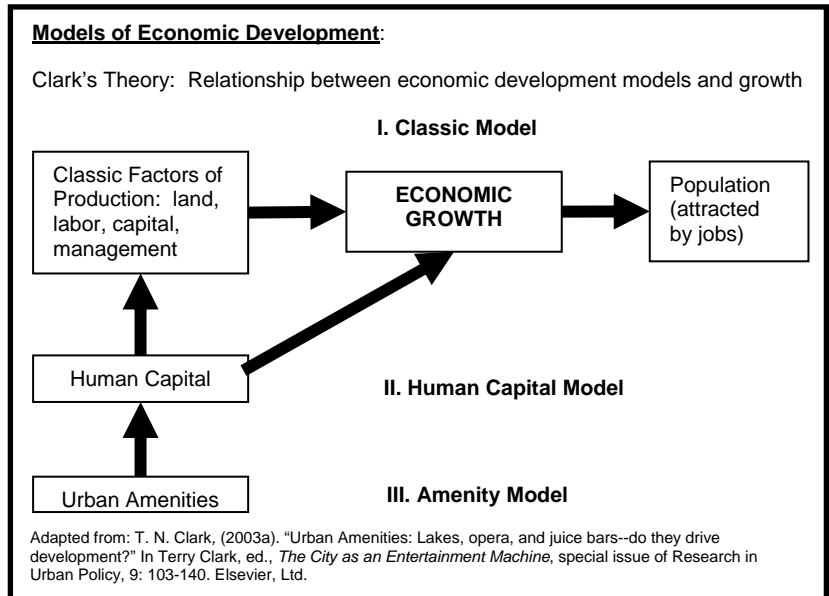 Models of Economic Development:
Clark's Theory: Relationship between economic development models and growth
I. Classic Model
Classic Factors of
Production: land,
labor, capital,
management
ECONOMIC
GROWTH
Population
(attracted
by jobs)
Human Capital
II. Human Capital Model
Urban Amenities
III. Amenity Model
Adapted from: T. N. Clark, (2003a). "Urban Amenities: Lakes, opera, and juice bars--do they drive
development?" In Terry Clark, ed., The City as an Entertainment Machine, special issue of Research in
Urban Policy, 9: 103-140. Elsevier, Ltd.